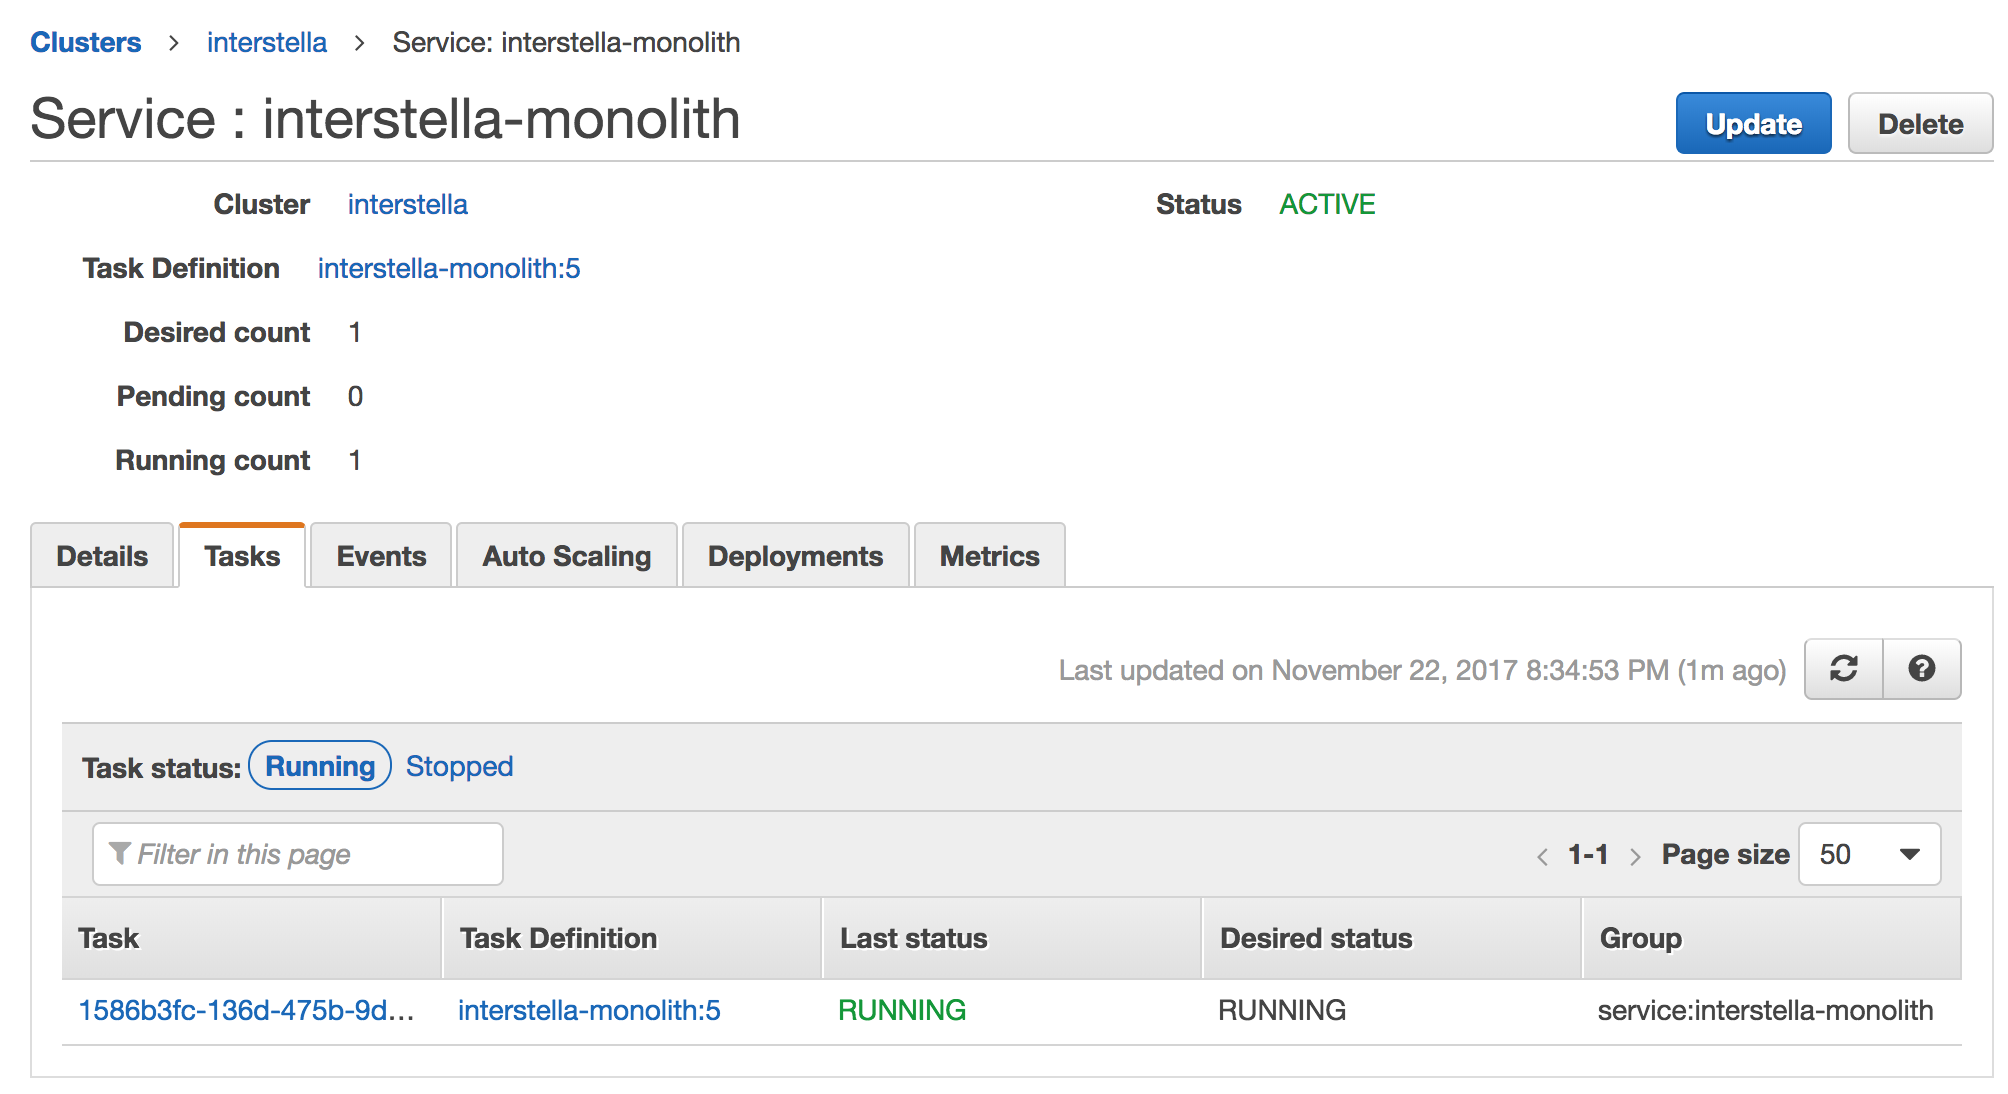 Clusters > interstella > Service: interstella-monolith
Service : interstella-monolith
Update Delete
Cluster interstella Status ACTIVE
Task Definition interstella-monolith:5
Desired count 1
Pending count 0
Running count 1
Details Tasks Events Auto Scaling Deployments Metrics
Last updated on November 22, 2017 8:34:53 PM (1m ago)
Task status: Running Stopped
Filter in this page < 1-1 > Page size 50
Task Task Definition Last status Desired status Group
1586b3fc-136d-475b-9d... interstella-monolith:5 RUNNING RUNNING service:interstella-monolith